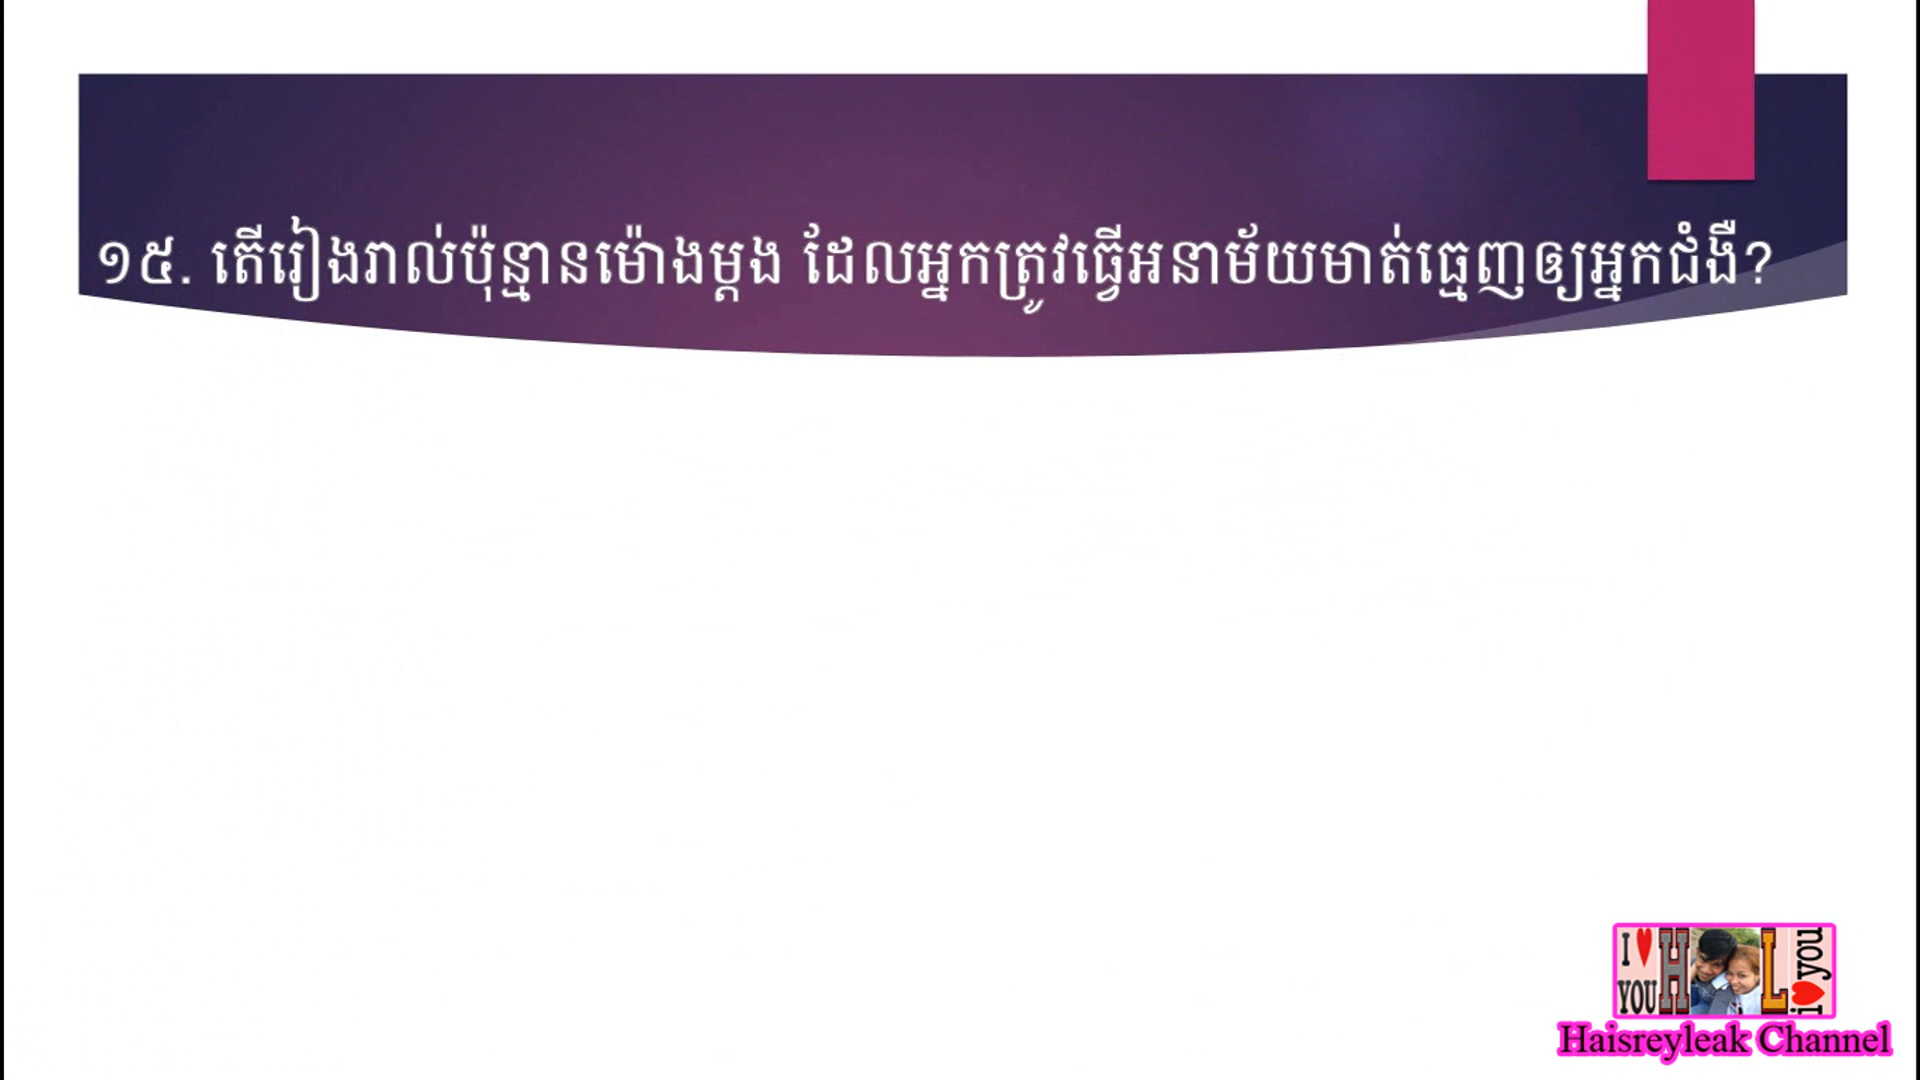 ១៥. តើរៀងរាល់ប៉ុន្មានម៉ោងម្តង ដែលអ្នកត្រូវធ្វើអនាម័យមាត់ធ្មេញឲ្យអ្នកជំងឺ?
I ♥ YOU H L i ♥ you
Haisreyleak Channel